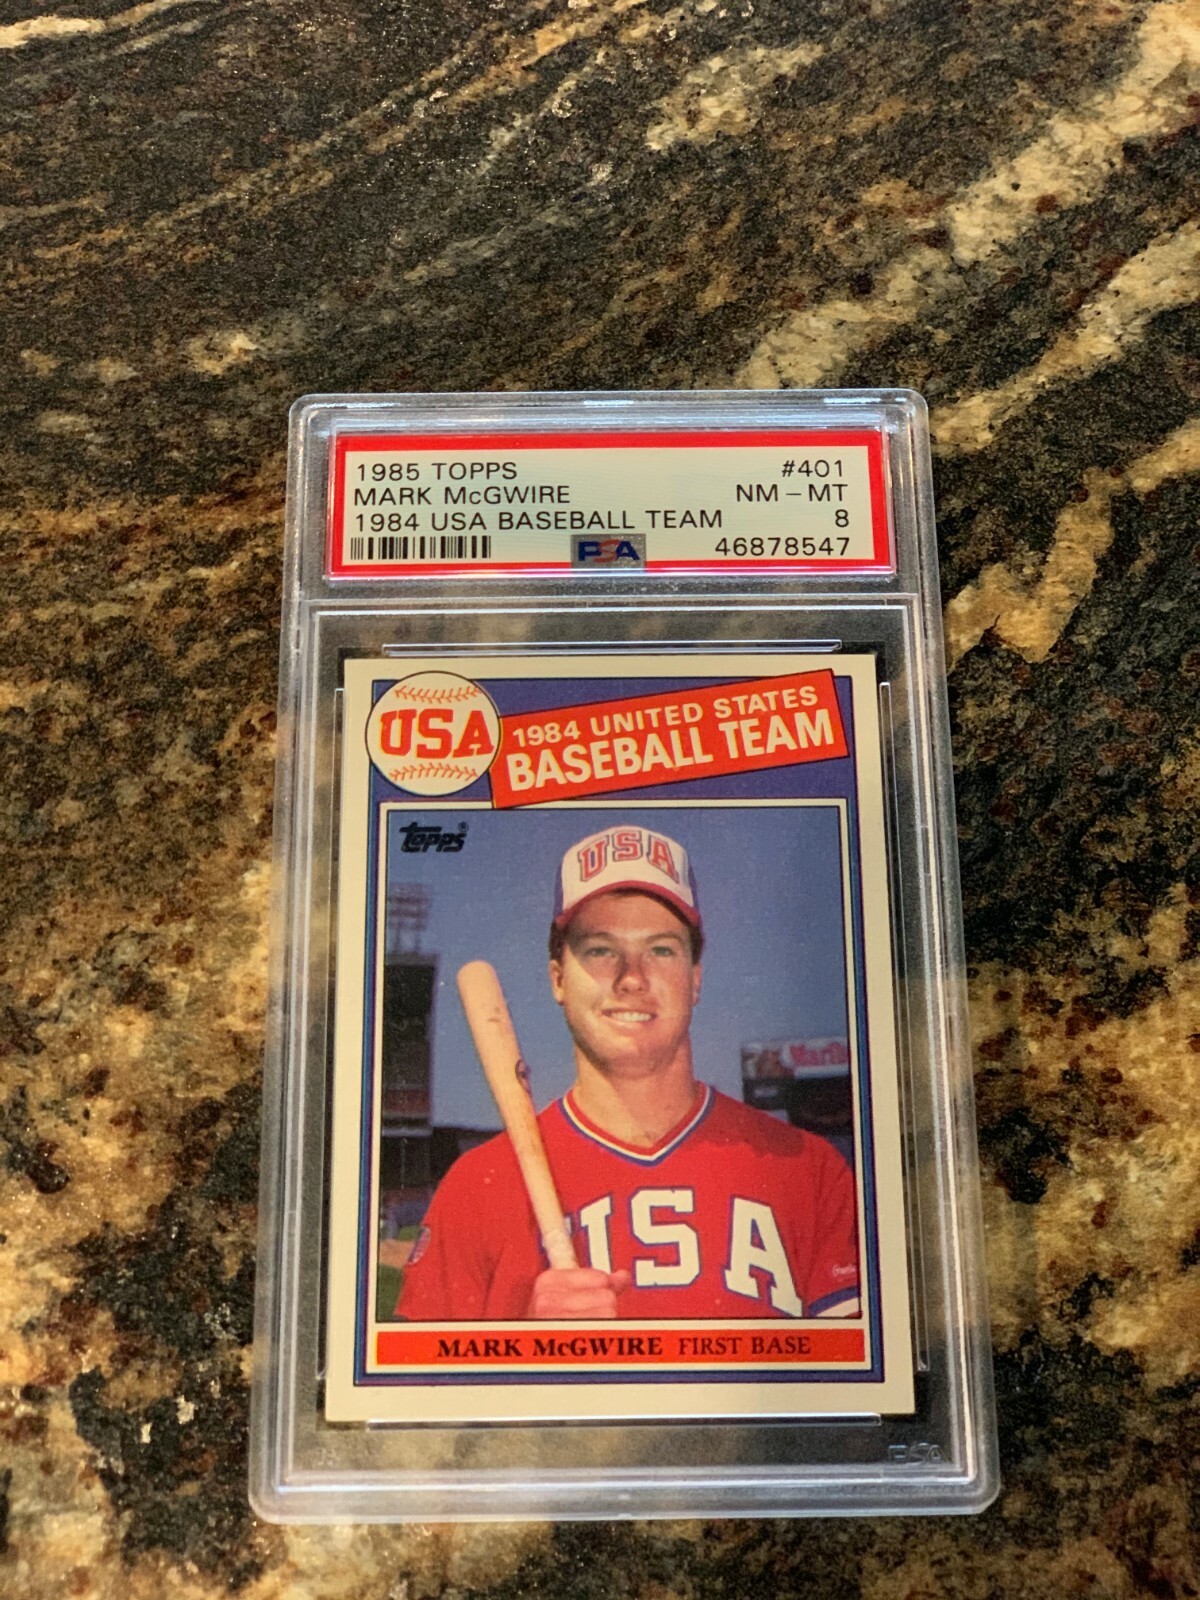 1985 TOPPS #401
MARK McGWIRE NM - MT
1984 USA BASEBALL TEAM 8
PSA 46878547
USA
1984 UNITED STATES
BASEBALL TEAM
topps®
USA
USA
MARK McGWIRE FIRST BASE
PSA